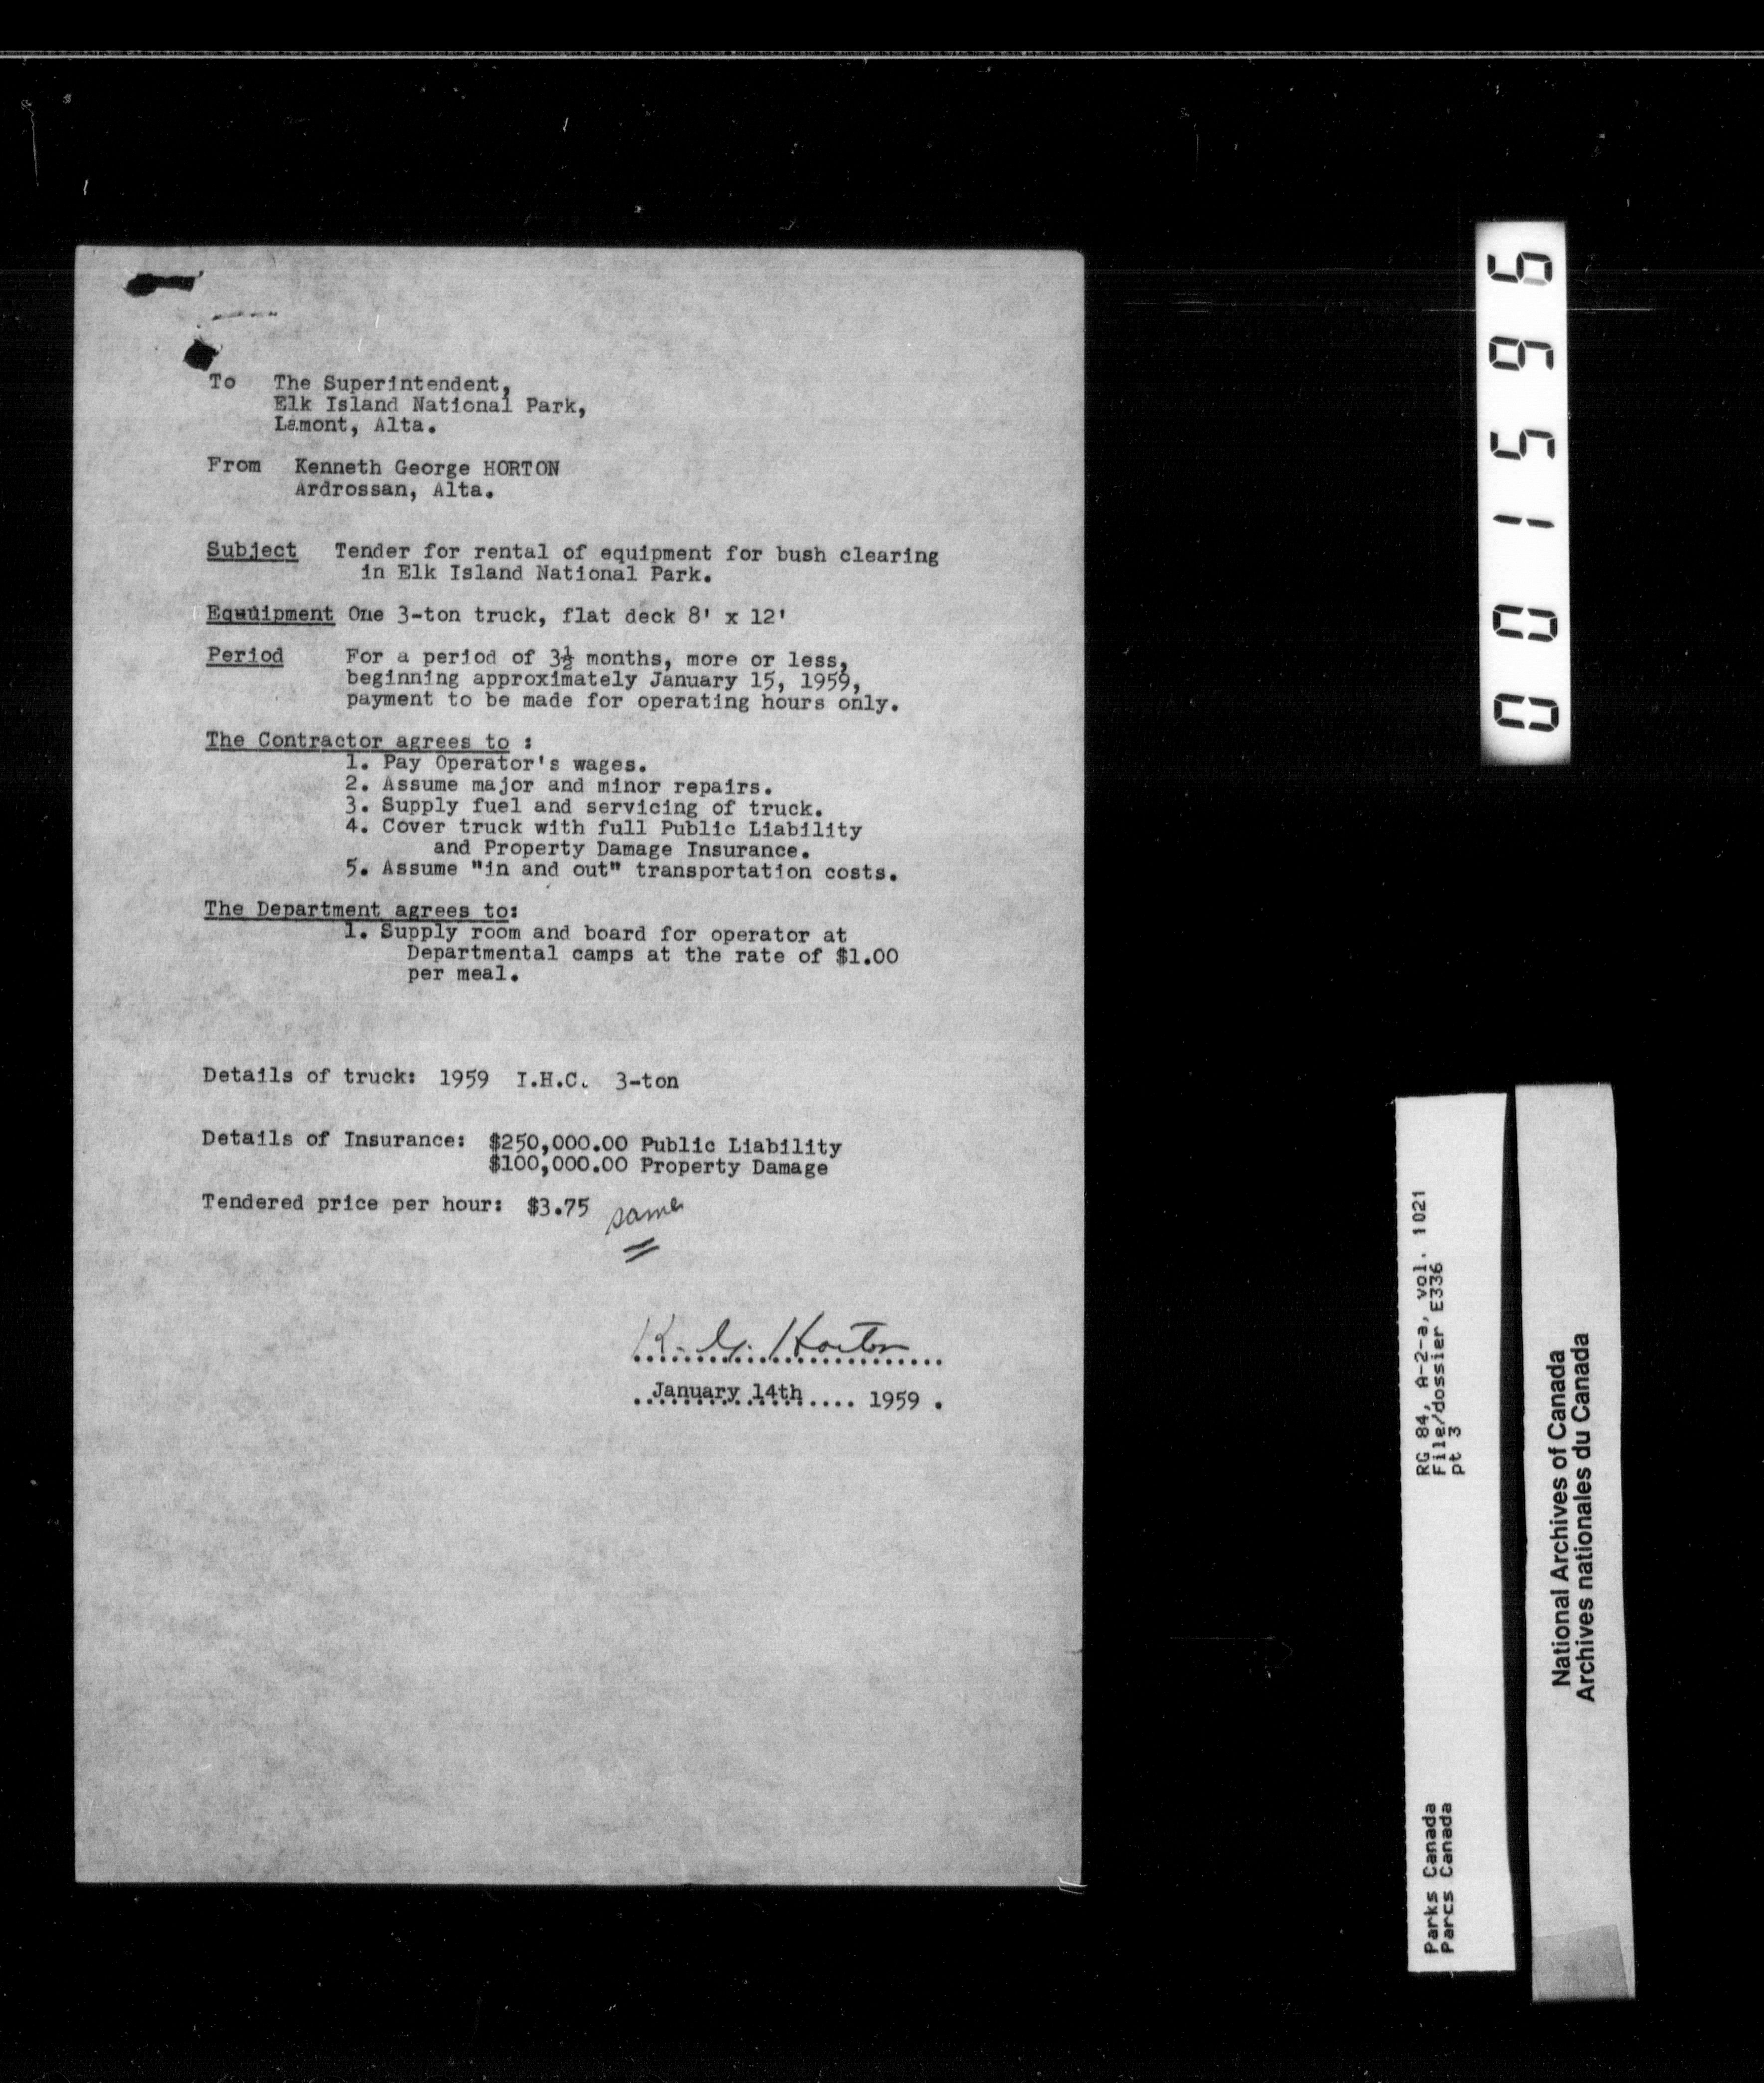 To The Superintendent,
Elk Island National Park,
Lamont, Alta.
From Kenneth George HORTON
Ardrossan, Alta.
Subject Tender for rental of equipment for bush clearing
in Elk Island National Park.
Equuipment One 3-ton truck, flat deck 8' x 12'
Period For a period of 3½ months, more or less,
beginning approximately January 15, 1959,
payment to be made for operating hours only.
The Contractor agrees to :
1. Pay Operator's wages.
2. Assume major and minor repairs.
3. Supply fuel and servicing of truck.
4. Cover truck with full Public Liability
and Property Damage Insurance.
5. Assume "in and out" transportation costs.
The Department agrees to:
1. Supply room and board for operator at
Departmental camps at the rate of $1.00
per meal.
Details of truck: 1959 I.H.C. 3-ton
Details of Insurance: $250,000.00 Public Liability
$100,000.00 Property Damage
Tendered price per hour: $3.75 same
K. G. Horton
January 14th .... 1959 .
001596
RG 84, A-2-a, vol. 1021
File/dossier E336
pt 3
Parks Canada
Parcs Canada
National Archives of Canada
Archives nationales du Canada